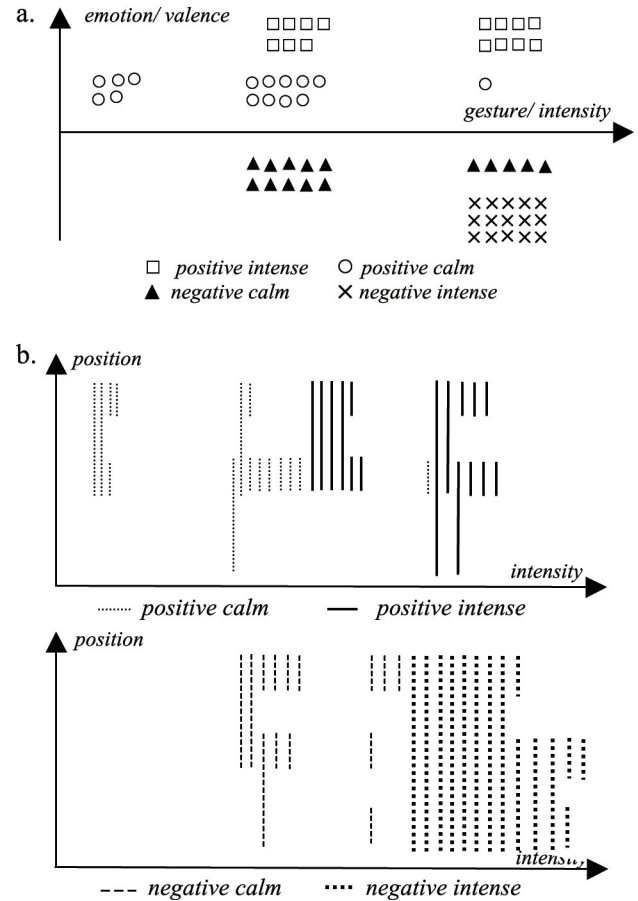 a.
emotion/ valence
gesture/ intensity
positive intense
positive calm
negative calm
negative intense
b.
position
intensity
positive calm
positive intense
position
intensity
negative calm
negative intense